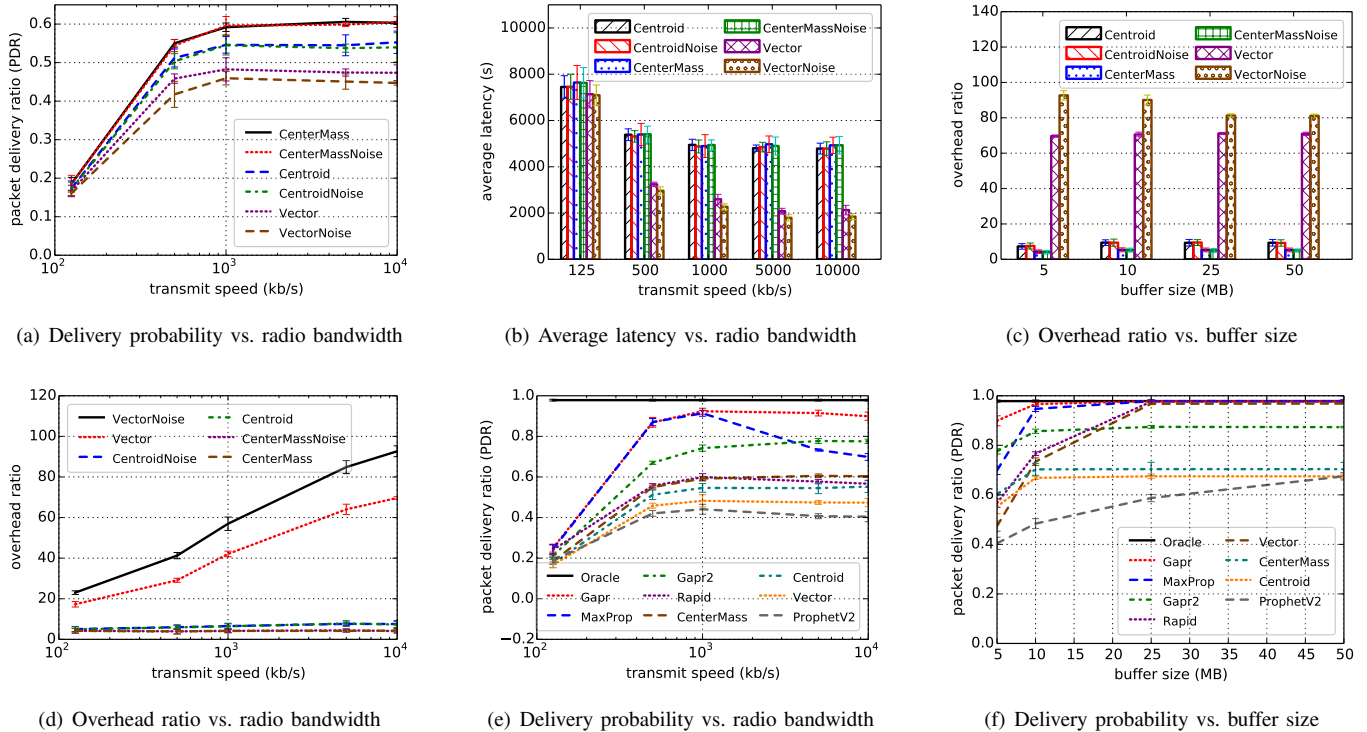 packet delivery ratio (PDR)
0.6
0.5
0.4
0.3
0.2
0.1
0.0
CenterMass
CenterMassNoise
Centroid
CentroidNoise
Vector
VectorNoise
10^2 10^3 10^4
transmit speed (kb/s)
(a) Delivery probability vs. radio bandwidth
average latency (s)
10000
8000
6000
4000
2000
0
Centroid CenterMassNoise
CentroidNoise Vector
CenterMass VectorNoise
125 500 1000 5000 10000
transmit speed (kb/s)
(b) Average latency vs. radio bandwidth
overhead ratio
140
120
100
80
60
40
20
0
Centroid CenterMassNoise
CentroidNoise Vector
CenterMass VectorNoise
5 10 25 50
buffer size (MB)
(c) Overhead ratio vs. buffer size
overhead ratio
120
100
80
60
40
20
0
VectorNoise Centroid
Vector CenterMassNoise
CentroidNoise CenterMass
10^2 10^3 10^4
transmit speed (kb/s)
(d) Overhead ratio vs. radio bandwidth
packet delivery ratio (PDR)
1.0
0.8
0.6
0.4
0.2
0.0
−0.2
Oracle Gapr2 Centroid
Gapr Rapid Vector
MaxProp CenterMass ProphetV2
10^2 10^3 10^4
transmit speed (kb/s)
(e) Delivery probability vs. radio bandwidth
packet delivery ratio (PDR)
1.0
0.8
0.6
0.4
0.2
0.0
Oracle Vector
Gapr CenterMass
MaxProp Centroid
Gapr2 ProphetV2
Rapid
5 10 15 20 25 30 35 40 45 50
buffer size (MB)
(f) Delivery probability vs. buffer size